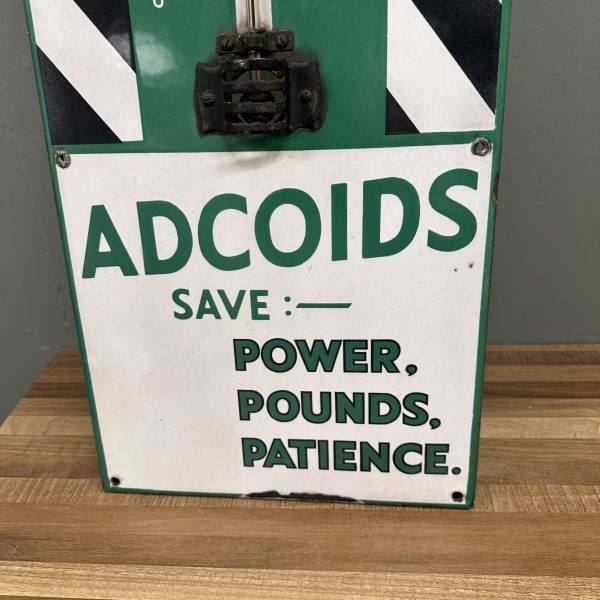 ADCOIDS
SAVE :—
POWER,
POUNDS,
PATIENCE.